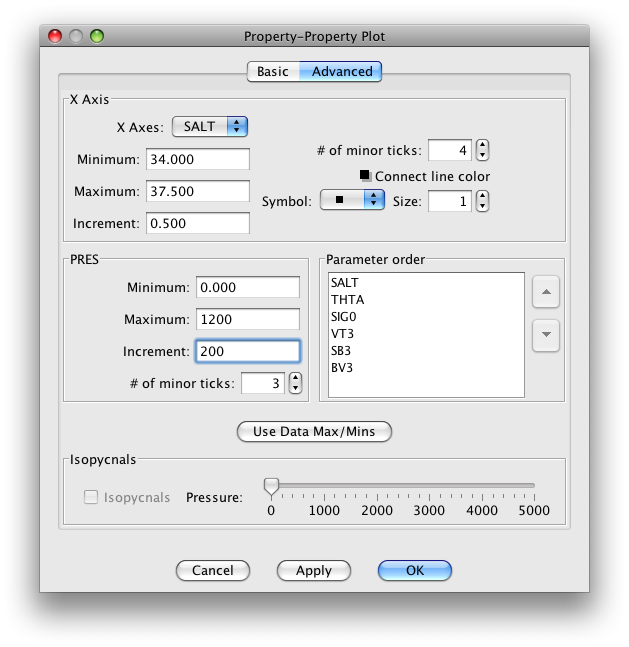 Property-Property Plot
Basic Advanced
X Axis
X Axes: SALT
# of minor ticks: 4
Minimum: 34.000
Connect line color
Maximum: 37.500
Symbol: Size: 1
Increment: 0.500
PRES
Minimum: 0.000
Maximum: 1200
Increment: 200
# of minor ticks: 3
Parameter order
SALT
THTA
SIG0
VT3
SB3
BV3
Use Data Max/Mins
Isopycnals
Isopycnals Pressure:
0 1000 2000 3000 4000 5000
Cancel Apply OK